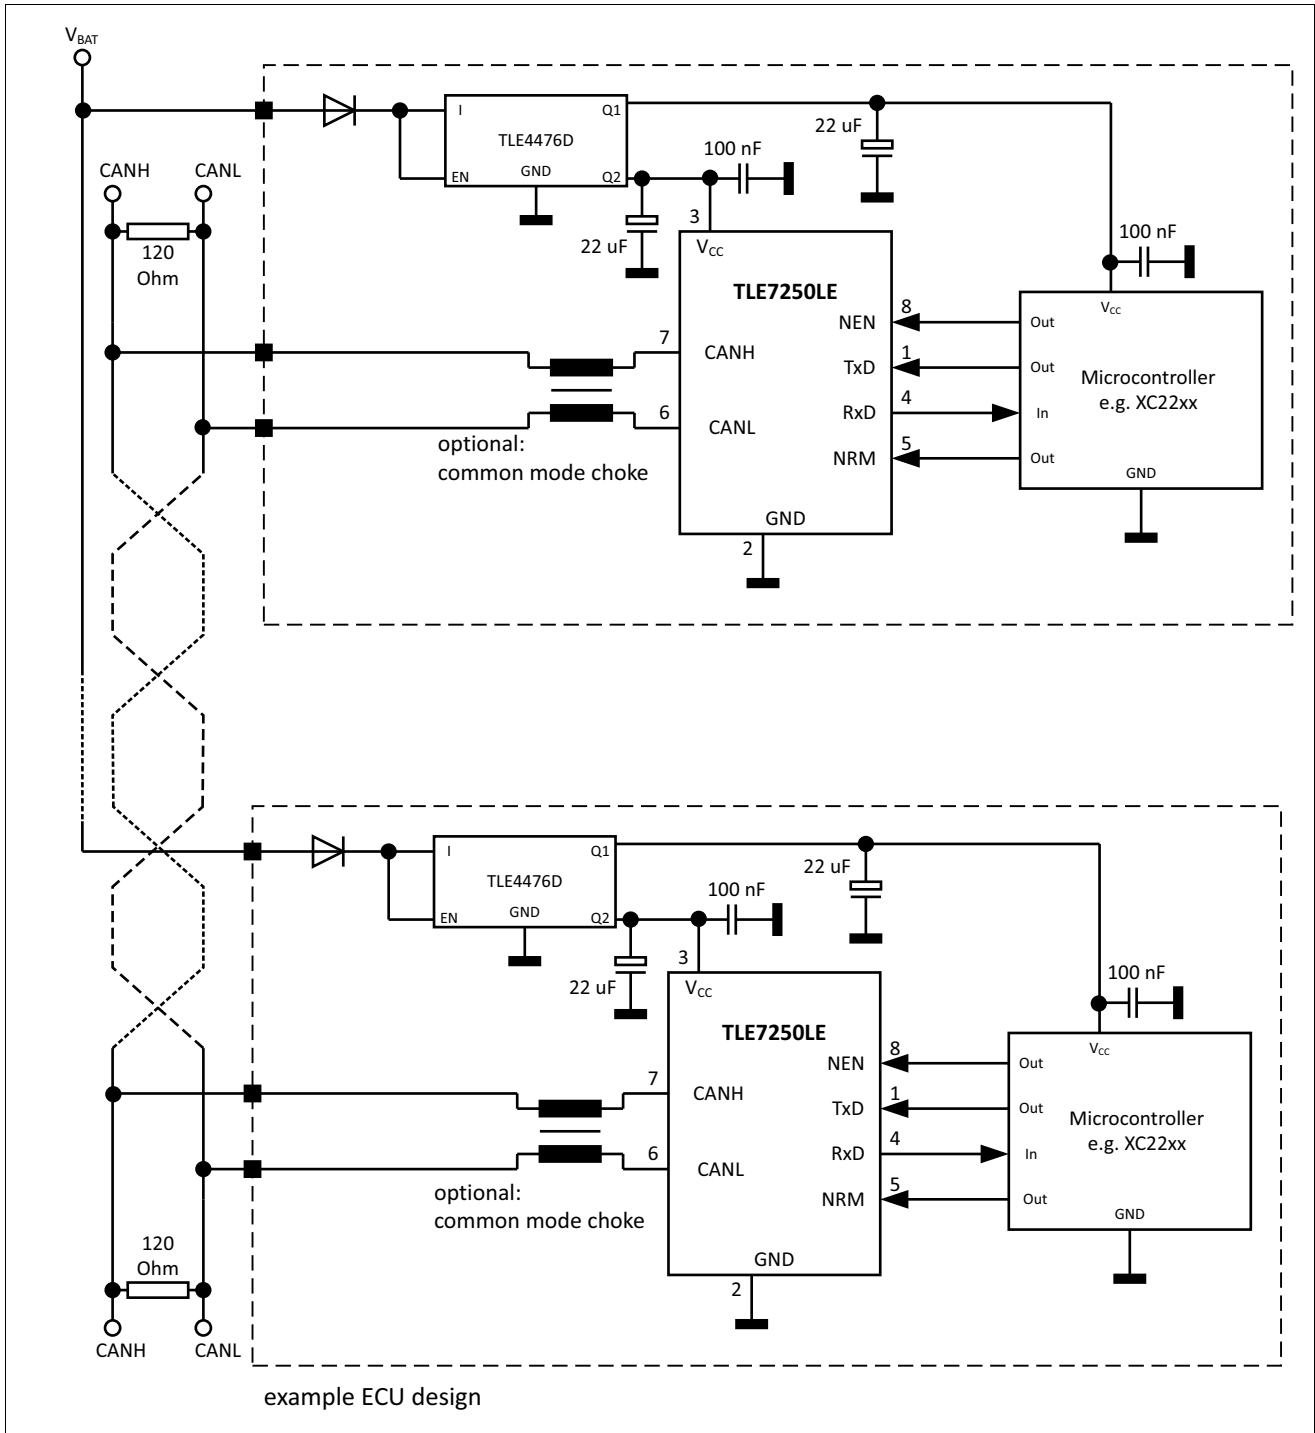 VBAT
I
Q1
TLE4476D
GND
EN
Q2
22 uF
100 nF
CANH
CANL
120
Ohm
22 uF
3
VCC
TLE7250LE
100 nF
VCC
NEN
8
Out
7
CANH
TxD
1
Out
Microcontroller
e.g. XC22xx
RxD
4
In
6
CANL
NRM
5
Out
optional:
common mode choke
GND
GND
2
I
Q1
TLE4476D
GND
EN
Q2
22 uF
100 nF
22 uF
3
VCC
TLE7250LE
100 nF
VCC
NEN
8
Out
7
CANH
TxD
1
Out
Microcontroller
e.g. XC22xx
RxD
4
In
6
CANL
NRM
5
Out
optional:
common mode choke
GND
GND
2
120
Ohm
CANH
CANL
example ECU design